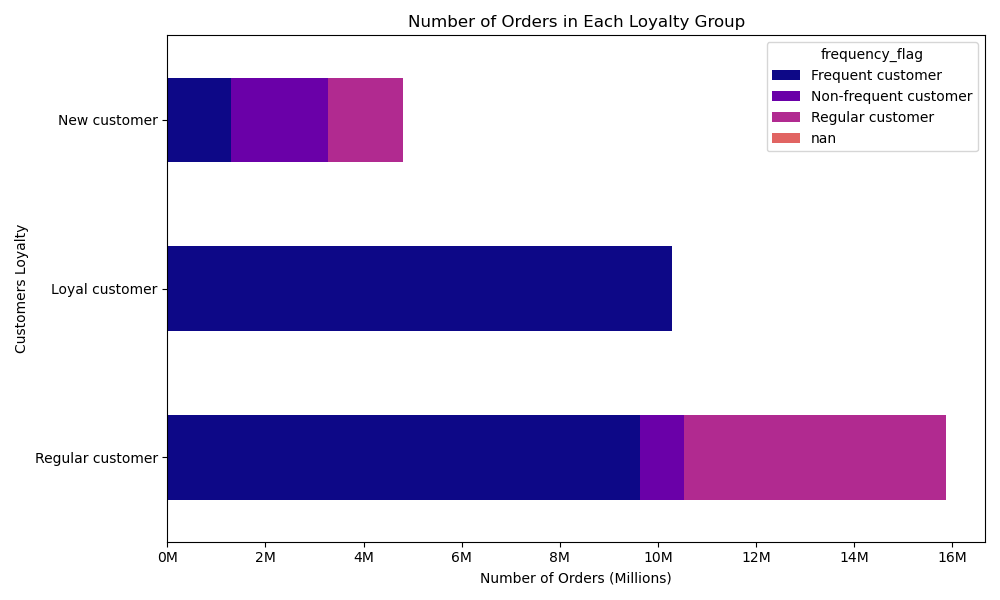 Number of Orders in Each Loyalty Group
frequency_flag
Frequent customer
Non-frequent customer
Regular customer
nan
Customers Loyalty
New customer
Loyal customer
Regular customer
0M 2M 4M 6M 8M 10M 12M 14M 16M
Number of Orders (Millions)